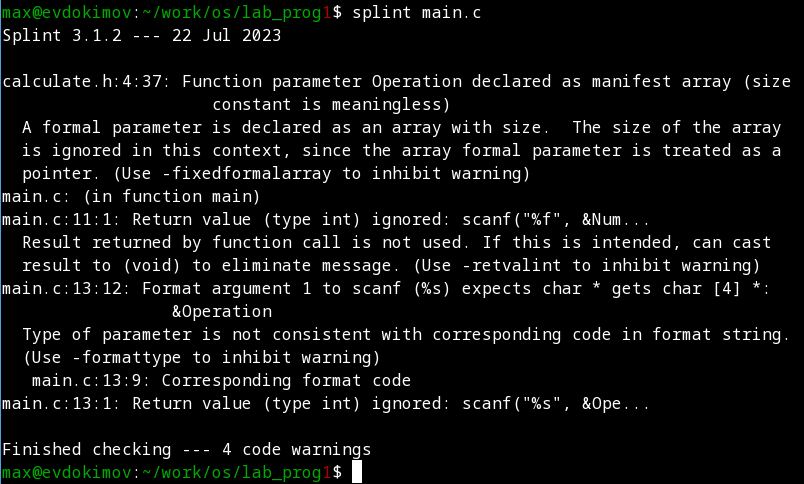 max@evdokimov:~/work/os/lab_prog1$ splint main.c
Splint 3.1.2 --- 22 Jul 2023
calculate.h:4:37: Function parameter Operation declared as manifest array (size
constant is meaningless)
A formal parameter is declared as an array with size.  The size of the array
is ignored in this context, since the array formal parameter is treated as a
pointer. (Use -fixedformalarray to inhibit warning)
main.c: (in function main)
main.c:11:1: Return value (type int) ignored: scanf("%f", &Num...
Result returned by function call is not used. If this is intended, can cast
result to (void) to eliminate message. (Use -retvalint to inhibit warning)
main.c:13:12: Format argument 1 to scanf (%s) expects char * gets char [4] *:
&Operation
Type of parameter is not consistent with corresponding code in format string.
(Use -formattype to inhibit warning)
main.c:13:9: Corresponding format code
main.c:13:1: Return value (type int) ignored: scanf("%s", &Ope...
Finished checking --- 4 code warnings
max@evdokimov:~/work/os/lab_prog1$